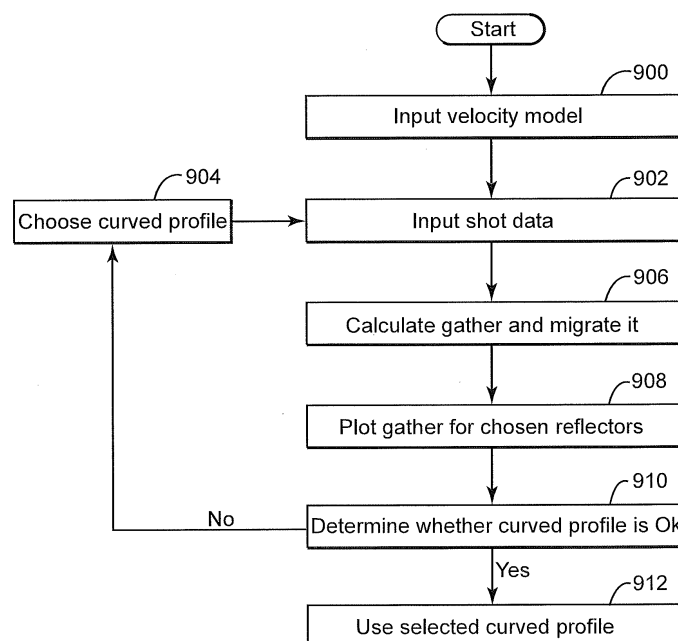 Start
900
Input velocity model
904
902
Choose curved profile
Input shot data
906
Calculate gather and migrate it
908
Plot gather for chosen reflectors
910
No
Determine whether curved profile is Ok
Yes
912
Use selected curved profile